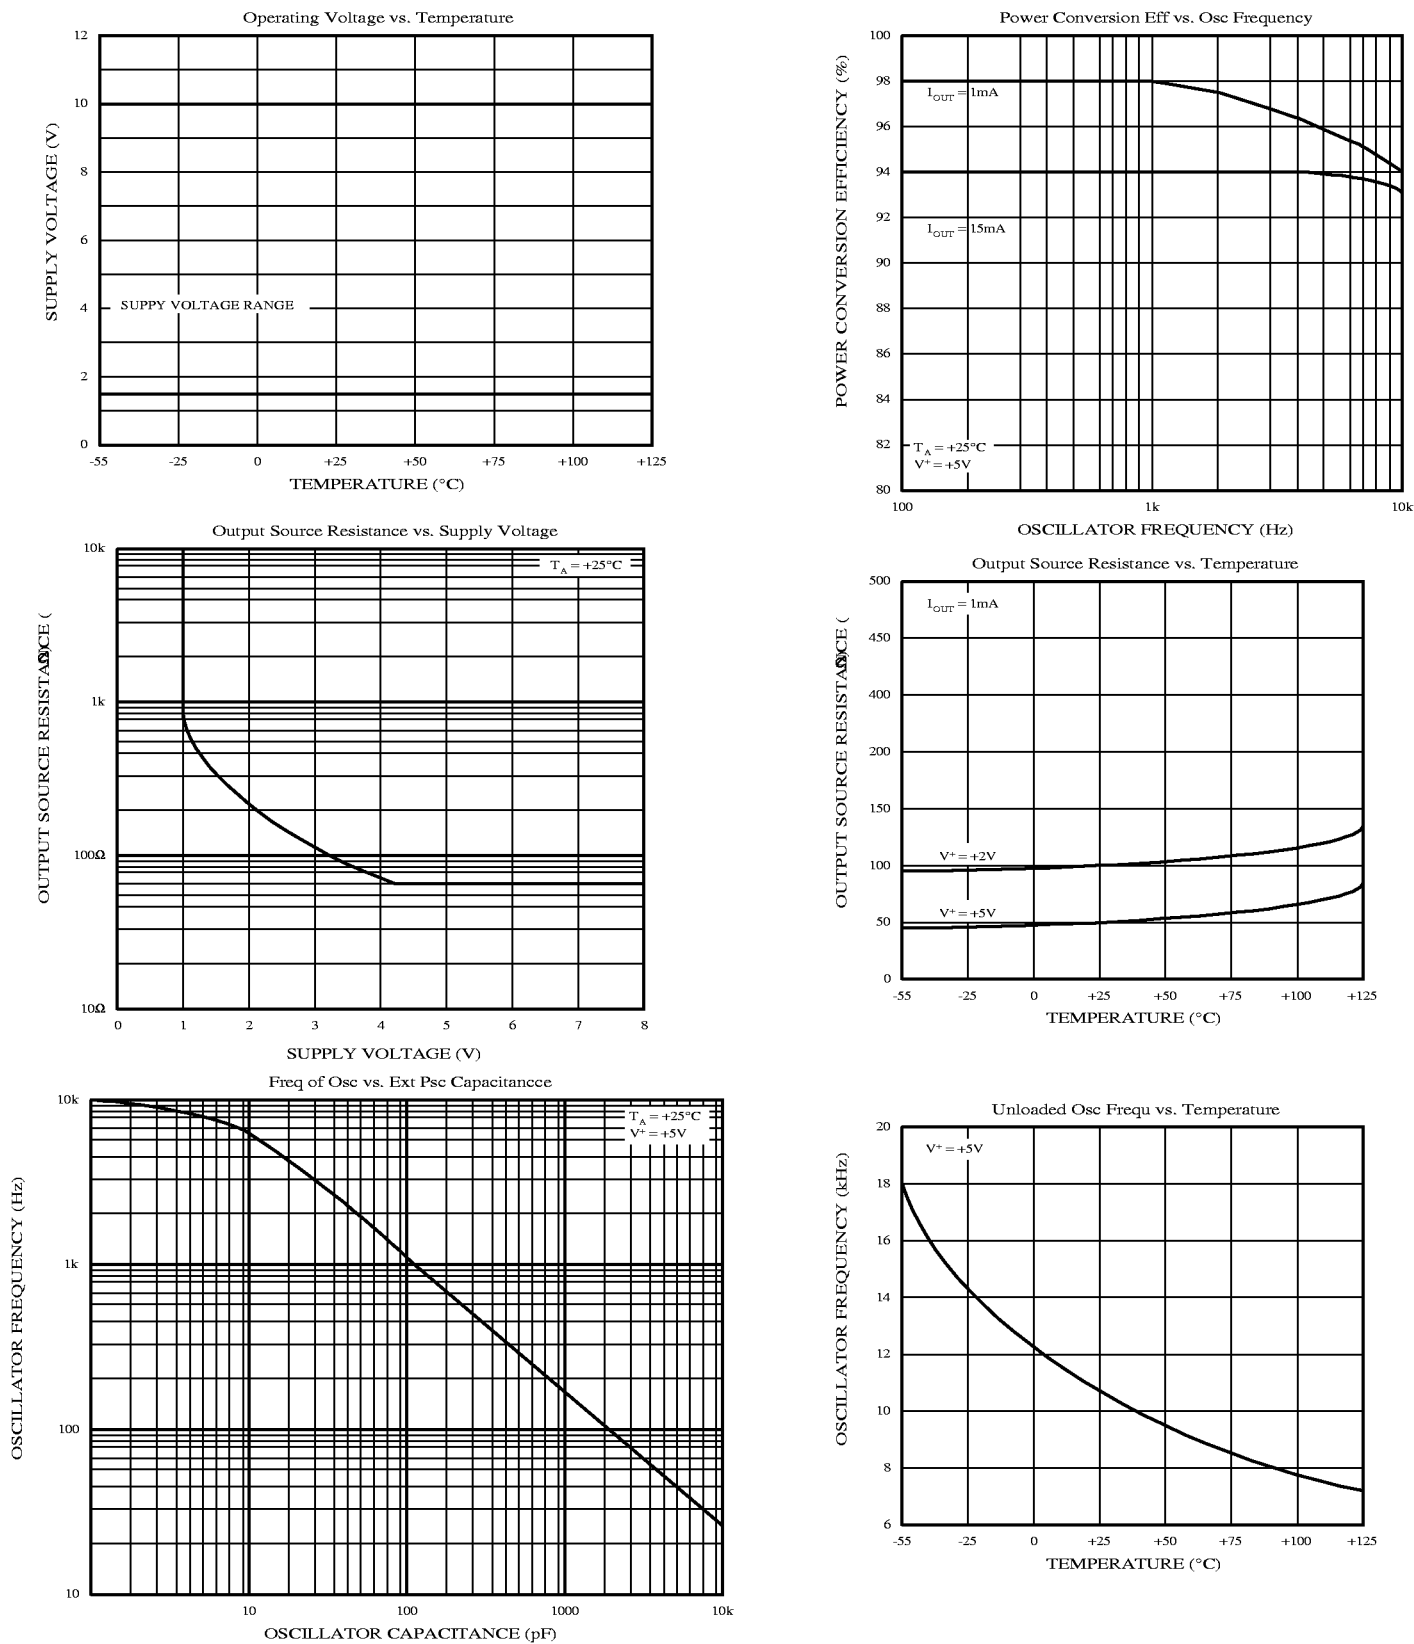 Operating Voltage vs. Temperature
12
10
8
6
4
2
0
SUPPLY VOLTAGE (V)
SUPPY VOLTAGE RANGE
-55 -25 0 +25 +50 +75 +100 +125
TEMPERATURE (°C)
Power Conversion Eff vs. Osc Frequency
100
98
96
94
92
90
88
86
84
82
80
POWER CONVERSION EFFICIENCY (%)
IOUT = 1mA
IOUT = 15mA
TA = +25°C
V+ = +5V
100 1k 10k
OSCILLATOR FREQUENCY (Hz)
Output Source Resistance vs. Supply Voltage
10k
1k
100Ω
10Ω
OUTPUT SOURCE RESISTANCE (Ω)
TA = +25°C
0 1 2 3 4 5 6 7 8
SUPPLY VOLTAGE (V)
Output Source Resistance vs. Temperature
500
450
400
200
150
100
50
0
OUTPUT SOURCE RESISTANCE (Ω)
IOUT = 1mA
V+ = +2V
V+ = +5V
-55 -25 0 +25 +50 +75 +100 +125
TEMPERATURE (°C)
Freq of Osc vs. Ext Psc Capacitancce
10k
1k
100
10
OSCILLATOR FREQUENCY (Hz)
TA = +25°C
V+ = +5V
10 100 1000 10k
OSCILLATOR CAPACITANCE (pF)
Unloaded Osc Frequ vs. Temperature
20
18
16
14
12
10
8
6
OSCILLATOR FREQUENCY (kHz)
V+ = +5V
-55 -25 0 +25 +50 +75 +100 +125
TEMPERATURE (°C)